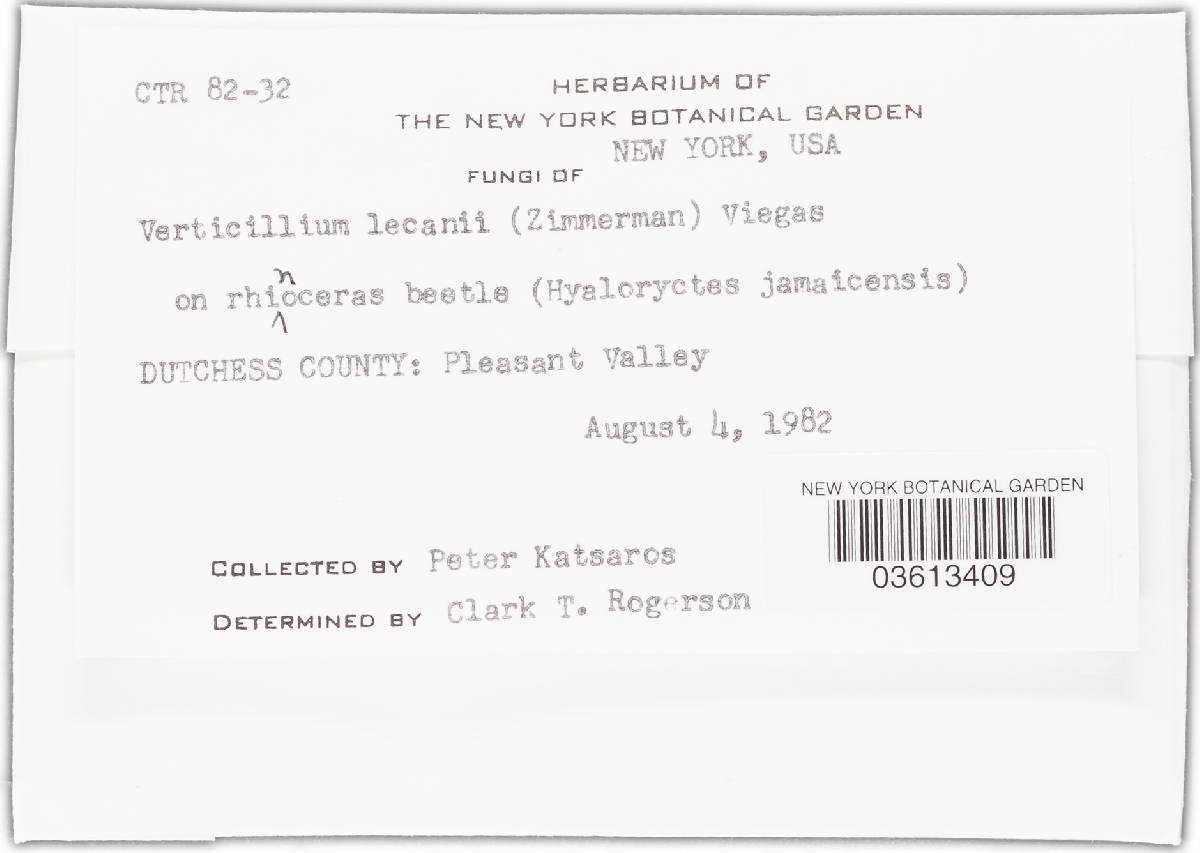 CTR 82-32
HERBARIUM OF
THE NEW YORK BOTANICAL GARDEN
NEW YORK, USA
FUNGI OF
Verticillium lecanii (Zimmerman) Viegas
on rhinoceras beetle (Hyaloryctes jamaicensis)
DUTCHESS COUNTY: Pleasant Valley
August 4, 1982
NEW YORK BOTANICAL GARDEN
03613409
COLLECTED BY Peter Katsaros
DETERMINED BY Clark T. Rogerson